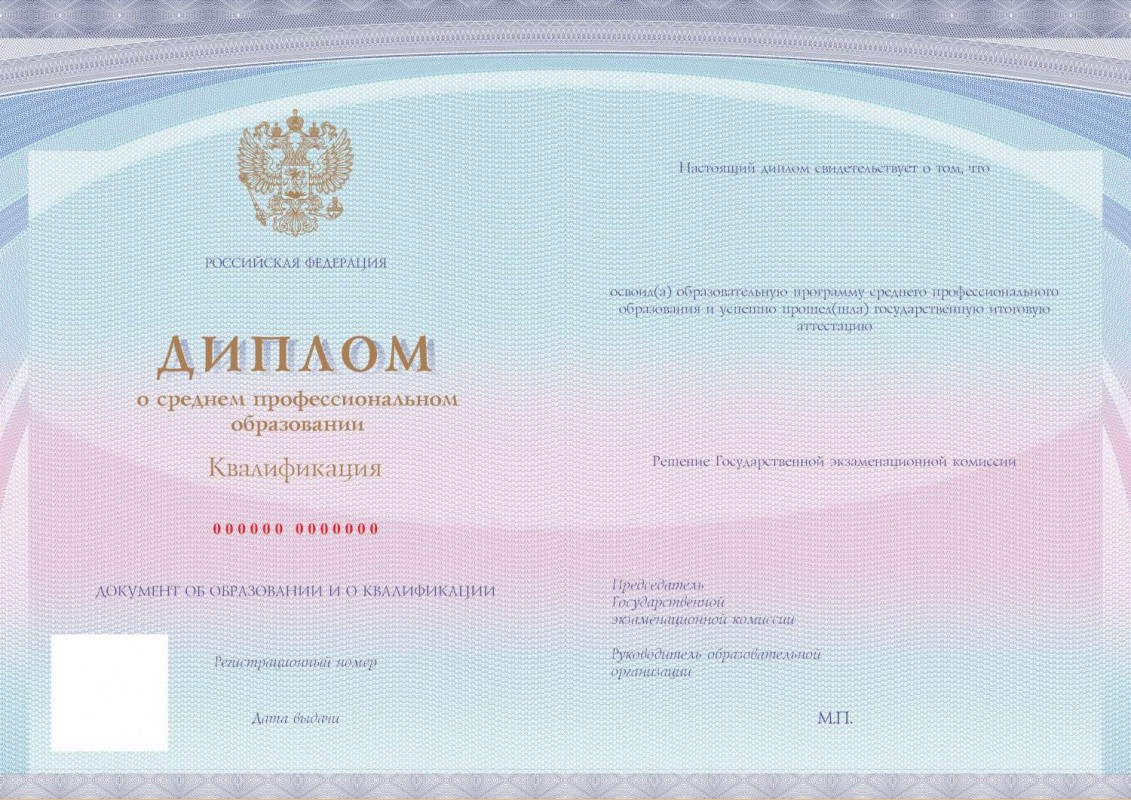 РОССИЙСКАЯ ФЕДЕРАЦИЯ
ДИПЛОМ
о среднем профессиональном
образовании
Квалификация
000000 0000000
ДОКУМЕНТ ОБ ОБРАЗОВАНИИ И О КВАЛИФИКАЦИИ
Регистрационный номер
Дата выдачи
Настоящий диплом свидетельствует о том, что
освоил(а) образовательную программу среднего профессионального
образования и успешно прошел(шла) государственную итоговую
аттестацию
Решение Государственной экзаменационной комиссии
Председатель
Государственной
экзаменационной комиссии
Руководитель образовательной
организации
М.П.